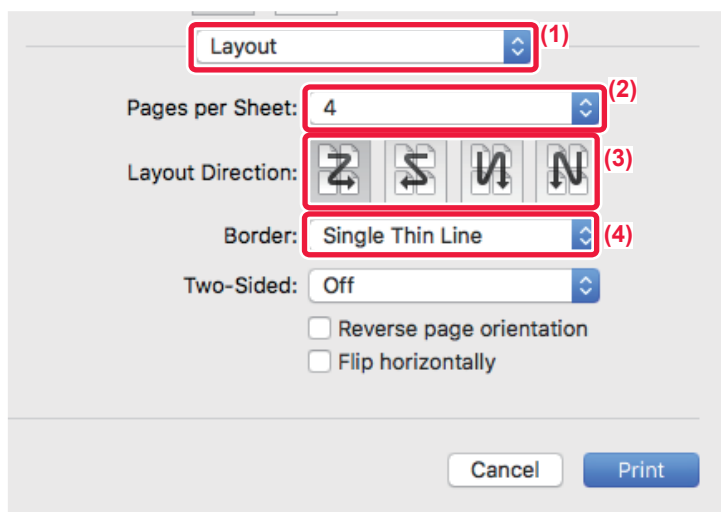 Layout (1)
Pages per Sheet: 4 (2)
Layout Direction: (3)
Border: Single Thin Line (4)
Two-Sided: Off
Reverse page orientation
Flip horizontally
Cancel Print